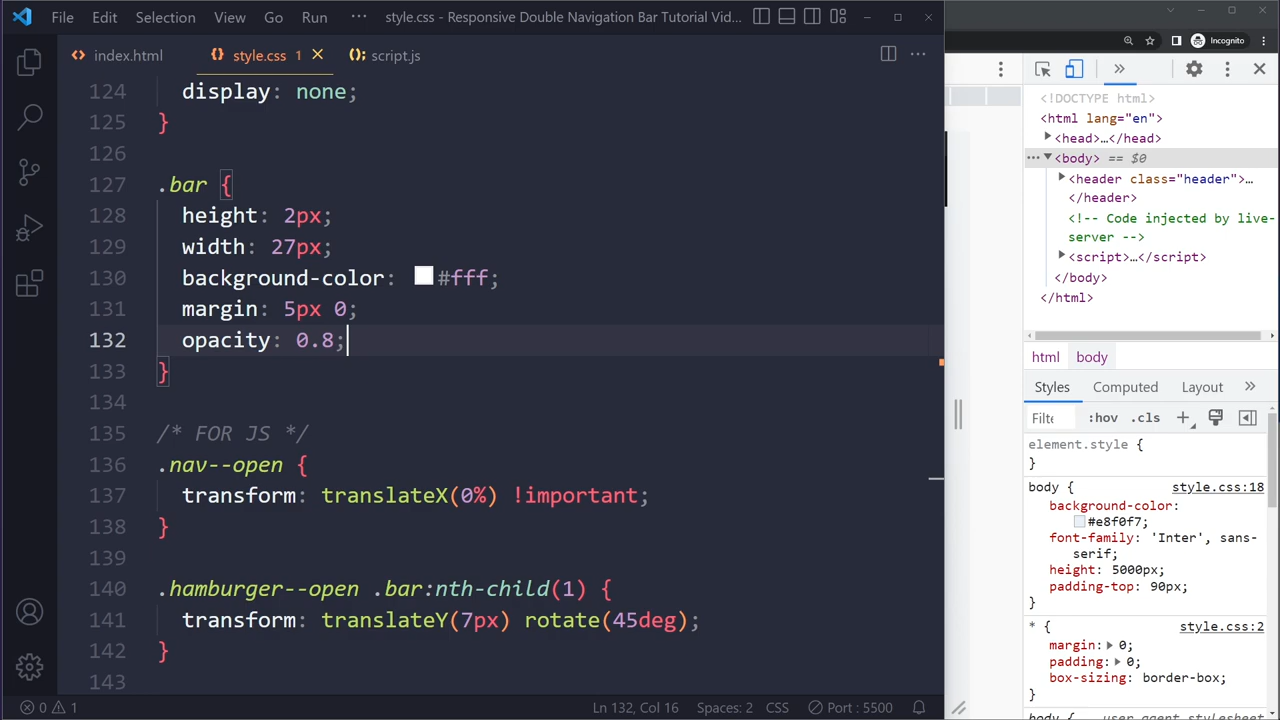 File Edit Selection View Go Run ··· style.css - Responsive Double Navigation Bar Tutorial Vid...
index.html style.css 1 script.js
124 display: none;
125 }
126
127 .bar {
128 height: 2px;
129 width: 27px;
130 background-color: #fff;
131 margin: 5px 0;
132 opacity: 0.8;
133 }
134
135 /* FOR JS */
136 .nav--open {
137 transform: translateX(0%) !important;
138 }
139
140 .hamburger--open .bar:nth-child(1) {
141 transform: translateY(7px) rotate(45deg);
142 }
143
0 1 Ln 132, Col 16 Spaces: 2 CSS Port : 5500
Incognito
<!DOCTYPE html>
<html lang="en">
<head>…</head>
<body> == $0
<header class="header">…
</header>
<!-- Code injected by live-
server -->
<script>…</script>
</body>
</html>
html body
Styles Computed Layout
Filte :hov .cls
element.style {
}
body { style.css:18
background-color:
#e8f0f7;
font-family: 'Inter', sans-
serif;
height: 5000px;
padding-top: 90px;
}
* { style.css:2
margin: 0;
padding: 0;
box-sizing: border-box;
}
body { user agent stylesheet